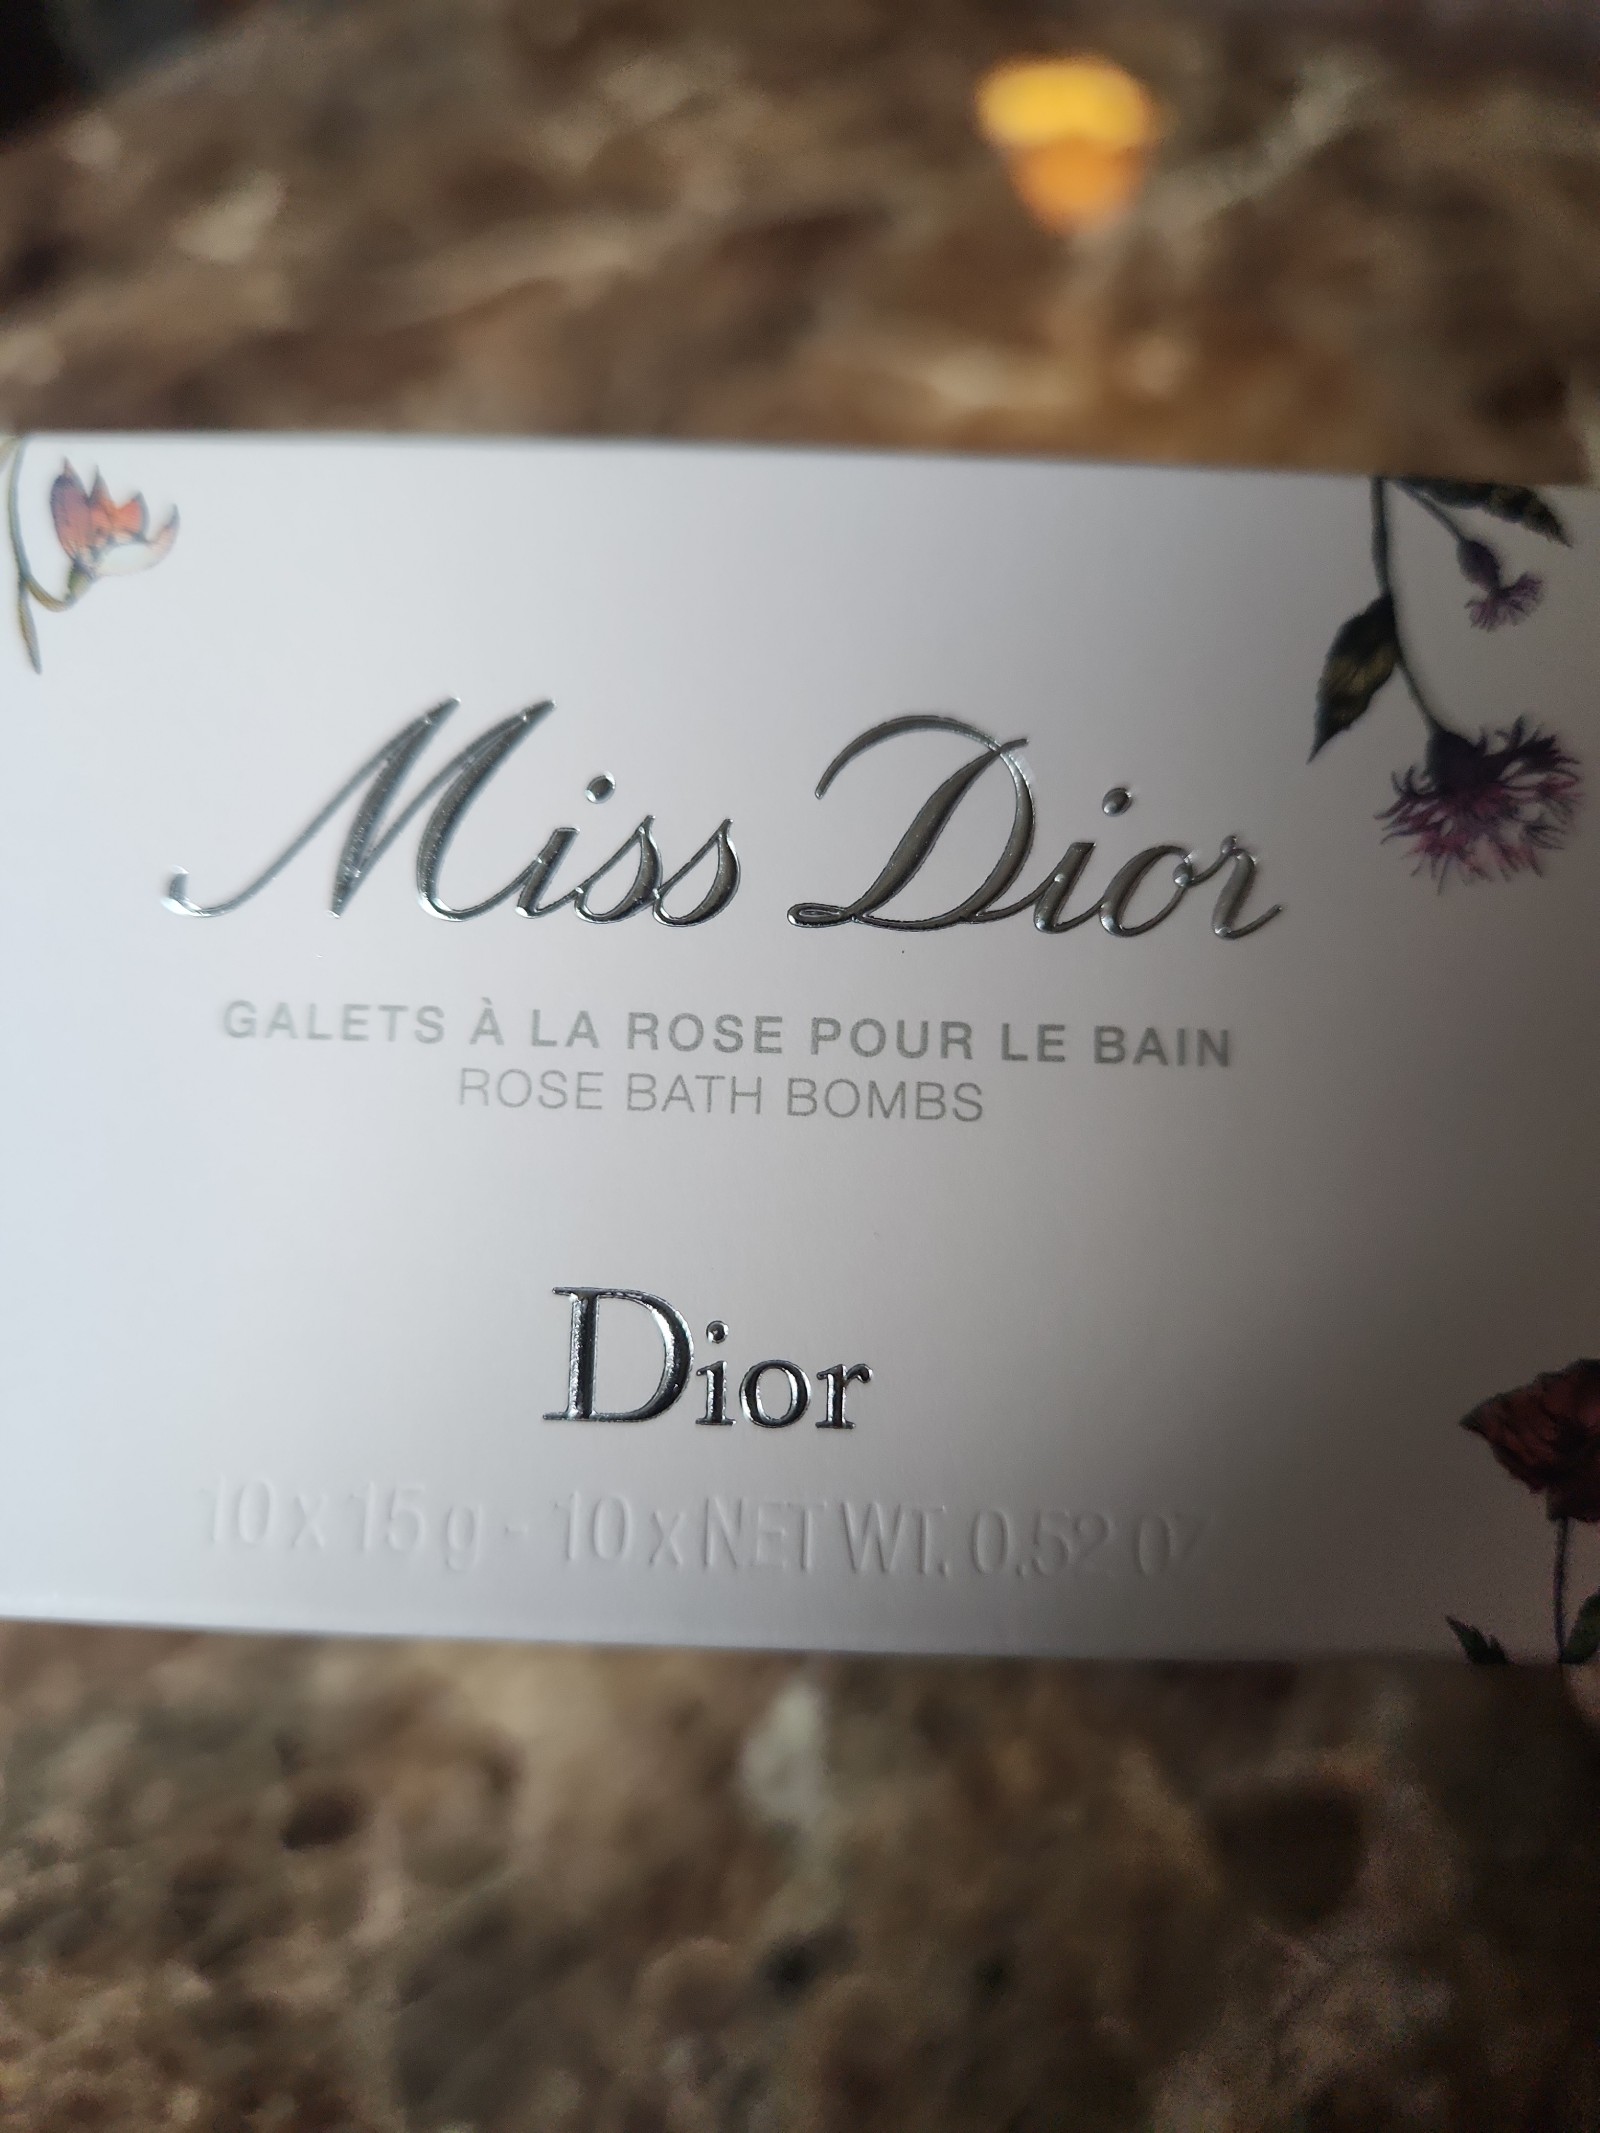 Miss Dior
GALETS À LA ROSE POUR LE BAIN
ROSE BATH BOMBS
Dior
10 x 15 g - 10 x NET WT. 0.52 OZ